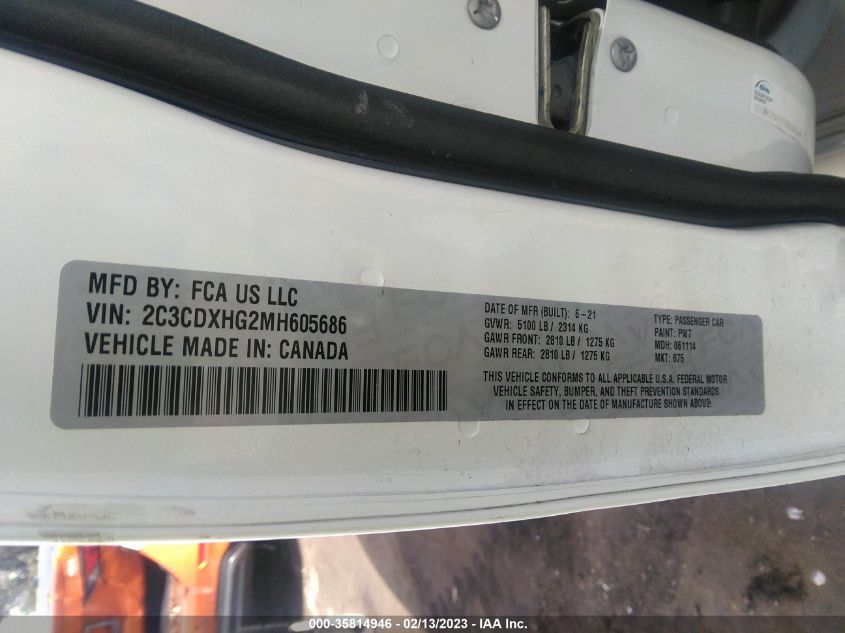 MFD BY: FCA US LLC
VIN: 2C3CDXHG2MH605686
VEHICLE MADE IN: CANADA
DATE OF MFR (BUILT): 6-21
GVWR: 5100 LB / 2314 KG
GAWR FRONT: 2810 LB / 1275 KG
GAWR REAR: 2810 LB / 1275 KG
TYPE: PASSENGER CAR
PAINT: PW7
MDH: 061114
MKT: 875
THIS VEHICLE CONFORMS TO ALL APPLICABLE U.S.A. FEDERAL MOTOR
VEHICLE SAFETY, BUMPER, AND THEFT PREVENTION STANDARDS
IN EFFECT ON THE DATE OF MANUFACTURE SHOWN ABOVE.
000-35814946 - 02/13/2023 - IAA Inc.